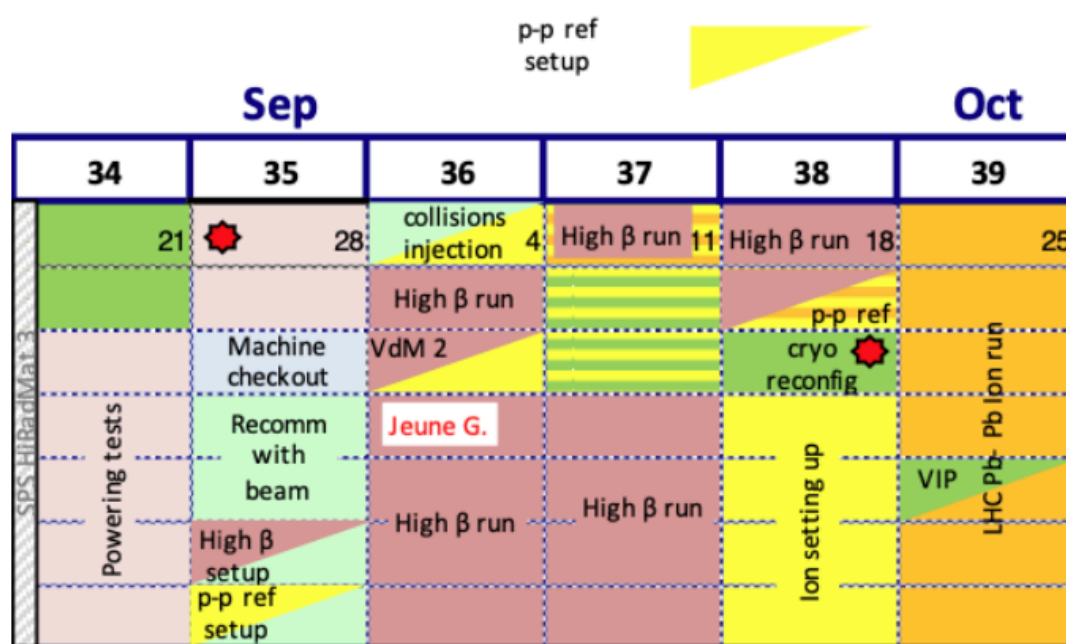 p-p ref
setup
Sep
Oct
34
35
36
37
38
39
21
28
collisions
injection
4
High β run
11
High β run
18
25
High β run
p-p ref
Machine
checkout
VdM 2
cryo
reconfig
Recomm
with
beam
Jeune G.
High β run
High β run
VIP
High β
setup
p-p ref
setup
SPS HiRadMat 3
Powering tests
Ion setting up
LHC Pb- Pb Ion run